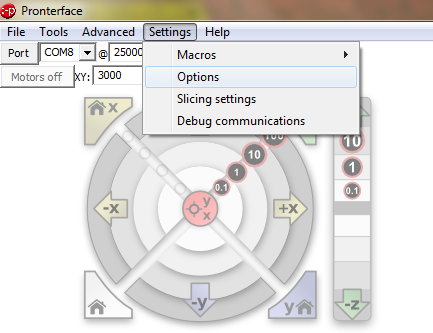 Pronterface
File Tools Advanced Settings Help
Port COM8 @ 25000
Macros
Motors off XY: 3000
Options
Slicing settings
Debug communications
x
100
10
10
1
1
0.1
0.1
-x
y
x
+x
-y
y
-z